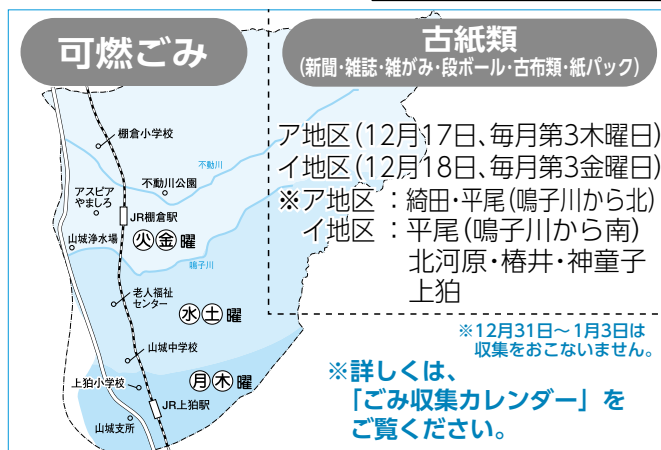 可燃ごみ
古紙類
(新聞・雑誌・雑がみ・段ボール・古布類・紙パック)
ア地区(12月17日、毎月第3木曜日)
イ地区(12月18日、毎月第3金曜日)
※ア地区：綺田・平尾(鳴子川から北)
イ地区：平尾(鳴子川から南)
北河原・椿井・神童子
上狛
※12月31日〜1月3日は
収集をおこないません。
※詳しくは、
「ごみ収集カレンダー」を
ご覧ください。
棚倉小学校
不動川
不動川公園
アスピア
やましろ
JR棚倉駅
山城浄水場
火金曜
鳴子川
老人福祉
センター
水土曜
山城中学校
上狛小学校
月木曜
JR上狛駅
山城支所